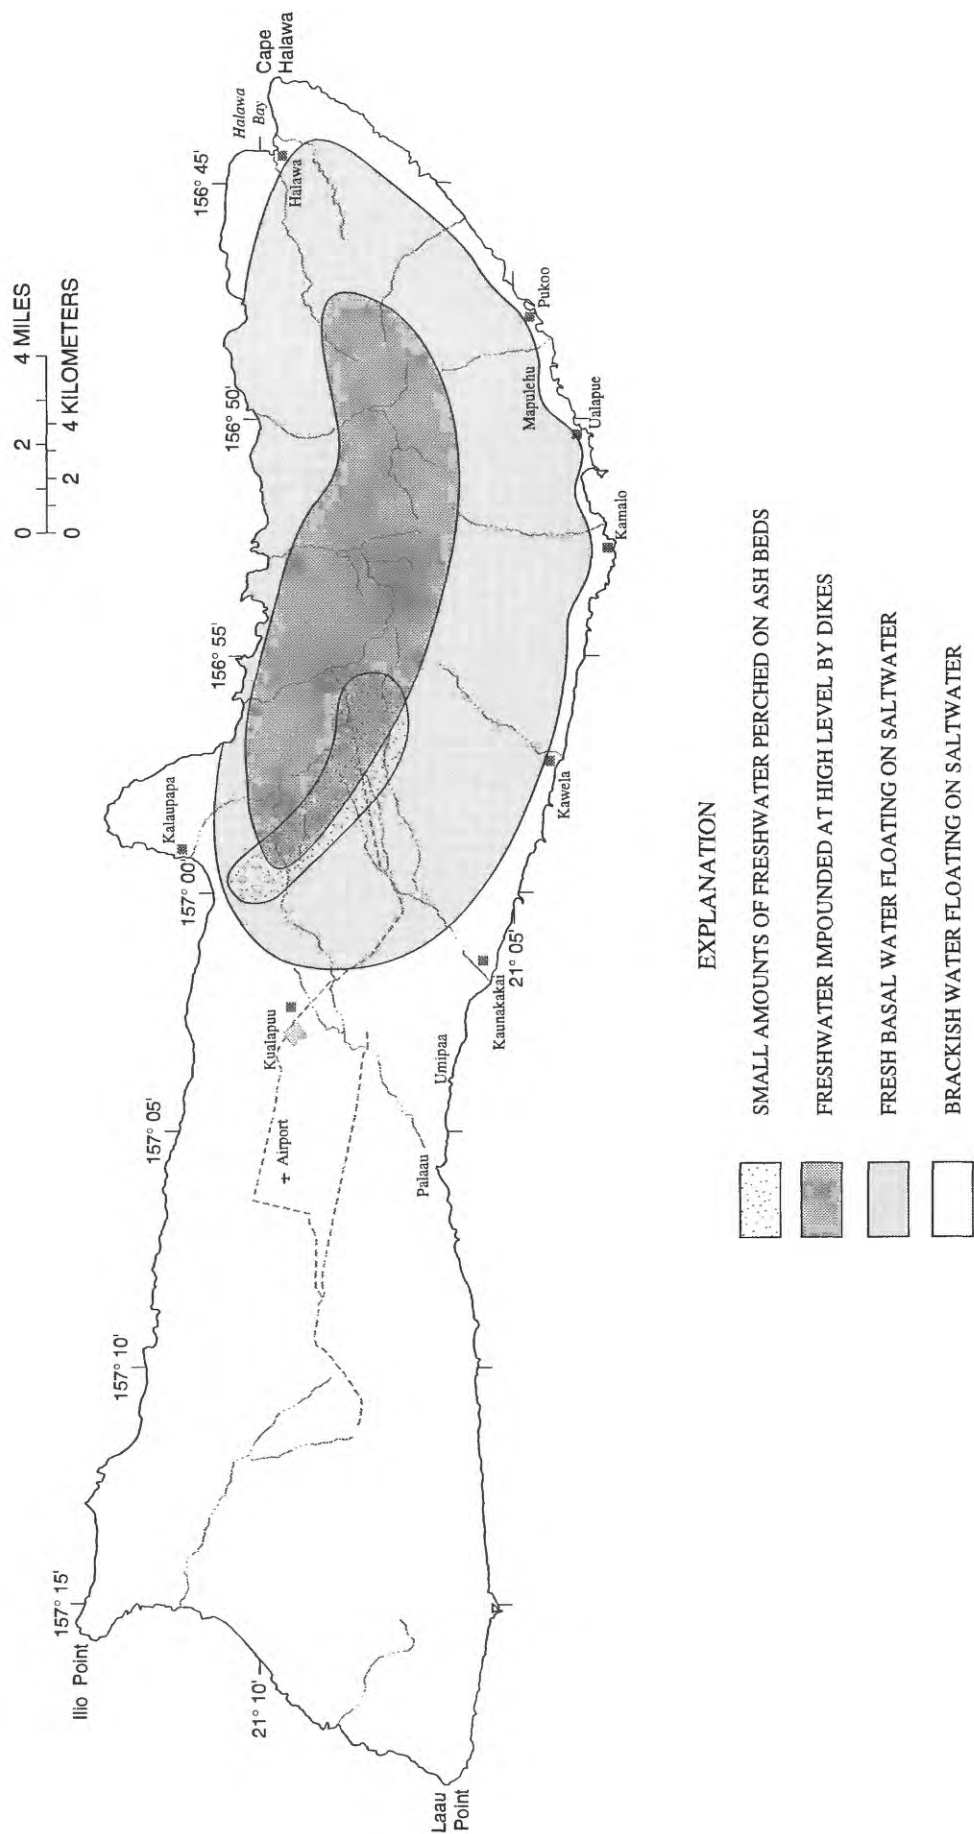 0 2 4 MILES
0 2 4 KILOMETERS
Ilio Point
157° 15'
157° 10'
157° 05'
157° 00'
156° 55'
156° 50'
156° 45'
Kalaupapa
Halawa
Bay
Cape
Halawa
Halawa
21° 10'
Airport
Kualapuu
Laau
Point
Palaau
Umipaa
Kaunakakai
21° 05'
Kawela
Kamalo
Ualapue
Mapulehu
Pukoo
EXPLANATION
SMALL AMOUNTS OF FRESHWATER PERCHED ON ASH BEDS
FRESHWATER IMPOUNDED AT HIGH LEVEL BY DIKES
FRESH BASAL WATER FLOATING ON SALTWATER
BRACKISH WATER FLOATING ON SALTWATER